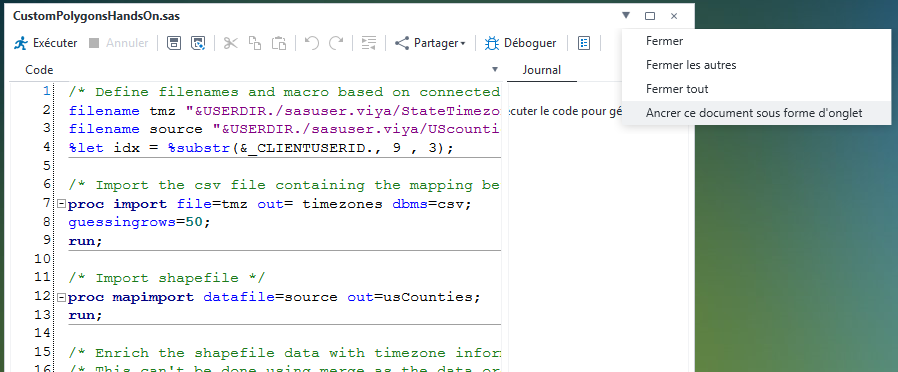 CustomPolygonsHandsOn.sas
Exécuter Annuler Partager Déboguer
Fermer
Fermer les autres
Fermer tout
Ancrer ce document sous forme d'onglet
Code Journal
1 /* Define filenames and macro based on connected
2 filename tmz "&USERDIR./sasuser.viya/StateTimezo
3 filename source "&USERDIR./sasuser.viya/UScounti
4 %let idx = %substr(&_CLIENTUSERID., 9 , 3);
5
6 /* Import the csv file containing the mapping be
7 proc import file=tmz out= timezones dbms=csv;
8 guessingrows=50;
9 run;
10
11 /* Import shapefile */
12 proc mapimport datafile=source out=usCounties;
13 run;
14
15 /* Enrich the shapefile data with timezone infor
16 /* This can't be done using merge as the data or
écuter le code pour gé